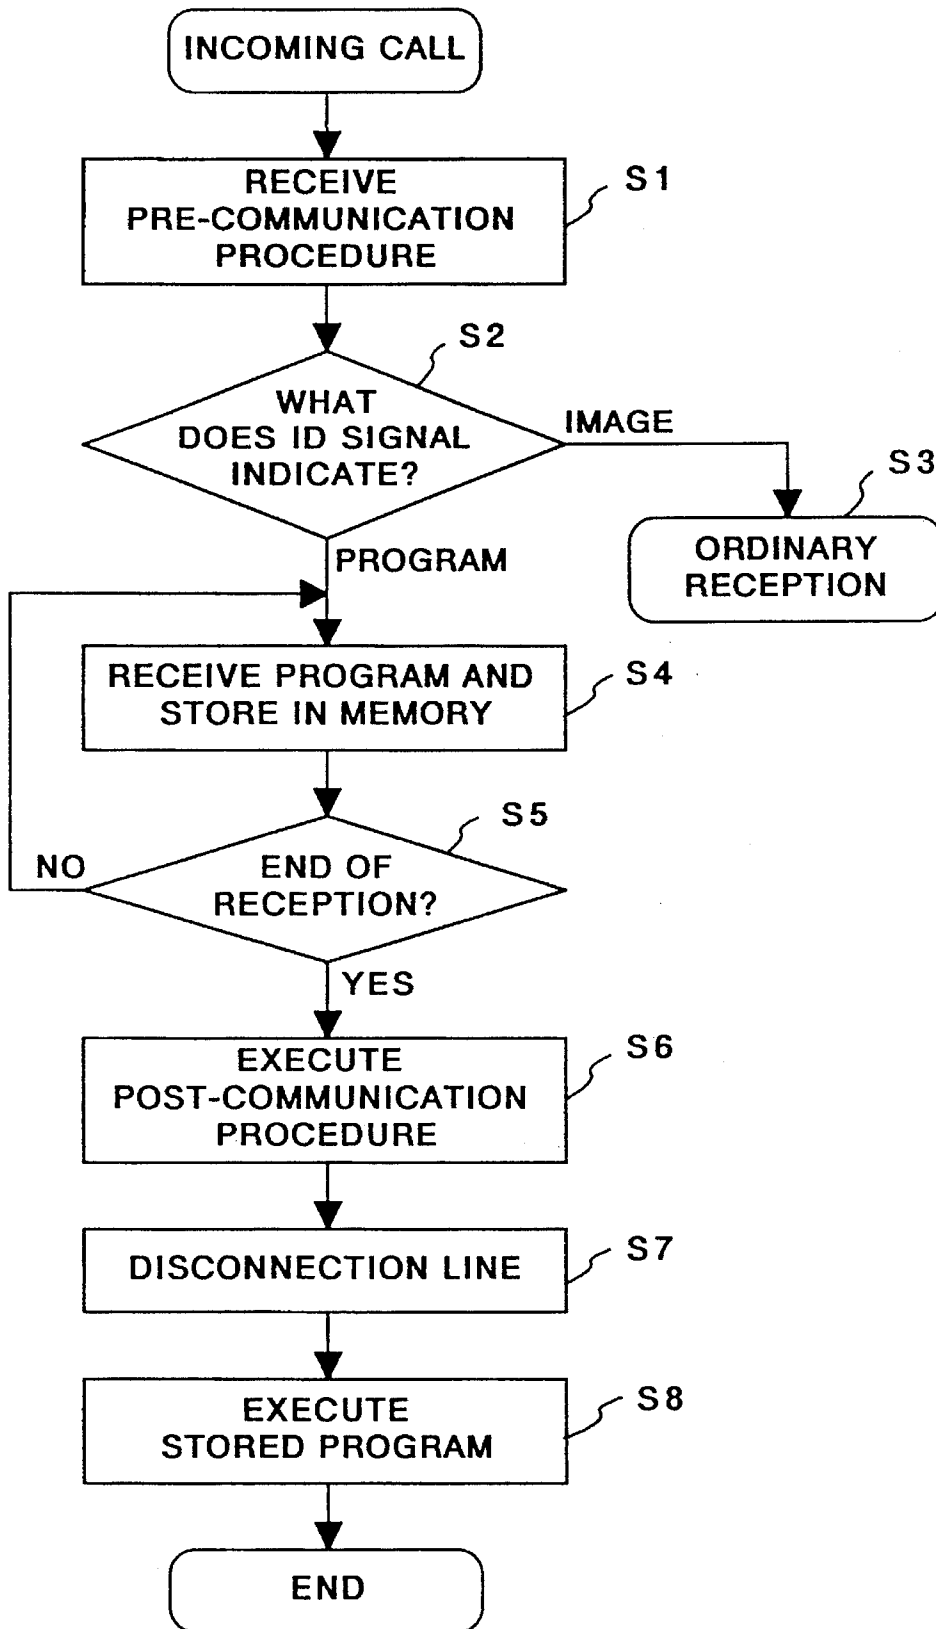 INCOMING CALL
RECEIVE
PRE-COMMUNICATION
PROCEDURE
S1
S2
WHAT
DOES ID SIGNAL
INDICATE?
IMAGE
S3
ORDINARY
RECEPTION
PROGRAM
RECEIVE PROGRAM AND
STORE IN MEMORY
S4
S5
END OF
RECEPTION?
NO
YES
EXECUTE
POST-COMMUNICATION
PROCEDURE
S6
DISCONNECTION LINE
S7
EXECUTE
STORED PROGRAM
S8
END